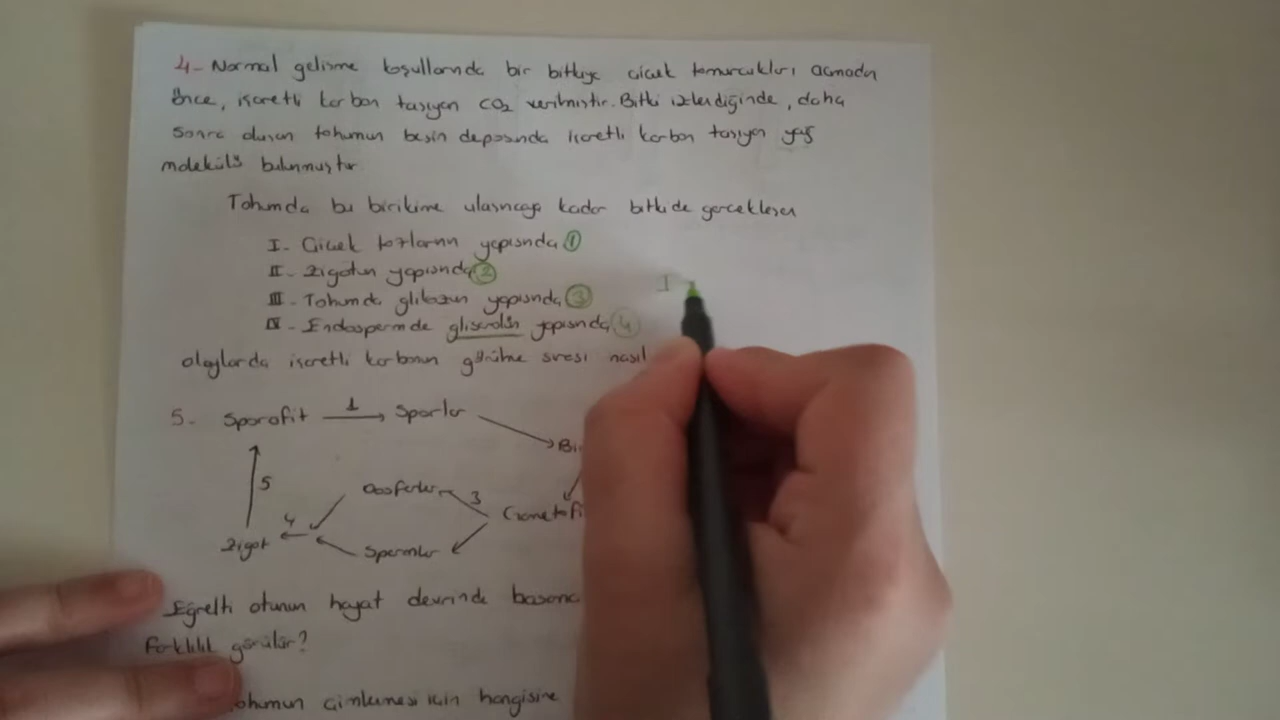 4- Normal gelişme koşullarında bir bitkiye çiçek tomurcukları açmadan
önce, işaretli karbon taşıyan CO₂ verilmiştir. Bitki izlendiğinde, daha
sonra oluşan tohumun besin deposunda işaretli karbon taşıyan yağ
molekülü bulunmuştur
Tohumda bu birikime ulaşıncaya kadar bitkide gerçekleşen
I- Çiçek tozlarının yapısında ①
II- Zigotun yapısında ②
III- Tohumda glikozun yapısında ③
IV- Endospermde gliserolün yapısında ④
olaylarda işaretli karbonun görülme sırası nasıl
I
5- Sporofit 1 Sporlar
5
Oosferler 3
4
Zigot
Spermler
Eğrelti otunun hayat devrinde
farklılık görülür?
çimlenmesi için hangisine